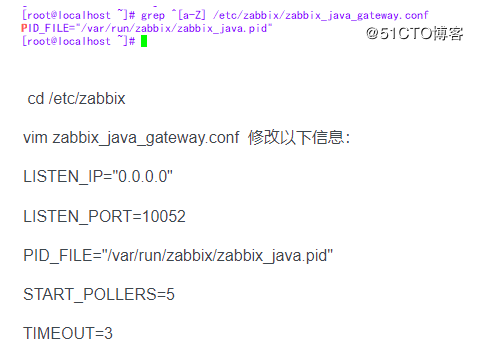 [root@localhost ~]# grep ^[a-Z] /etc/zabbix/zabbix_java_gateway.conf
PID_FILE="/var/run/zabbix/zabbix_java.pid"
[root@localhost ~]#
@51CTO博客
cd /etc/zabbix
vim zabbix_java_gateway.conf 修改以下信息：
LISTEN_IP="0.0.0.0"
LISTEN_PORT=10052
PID_FILE="/var/run/zabbix/zabbix_java.pid"
START_POLLERS=5
TIMEOUT=3